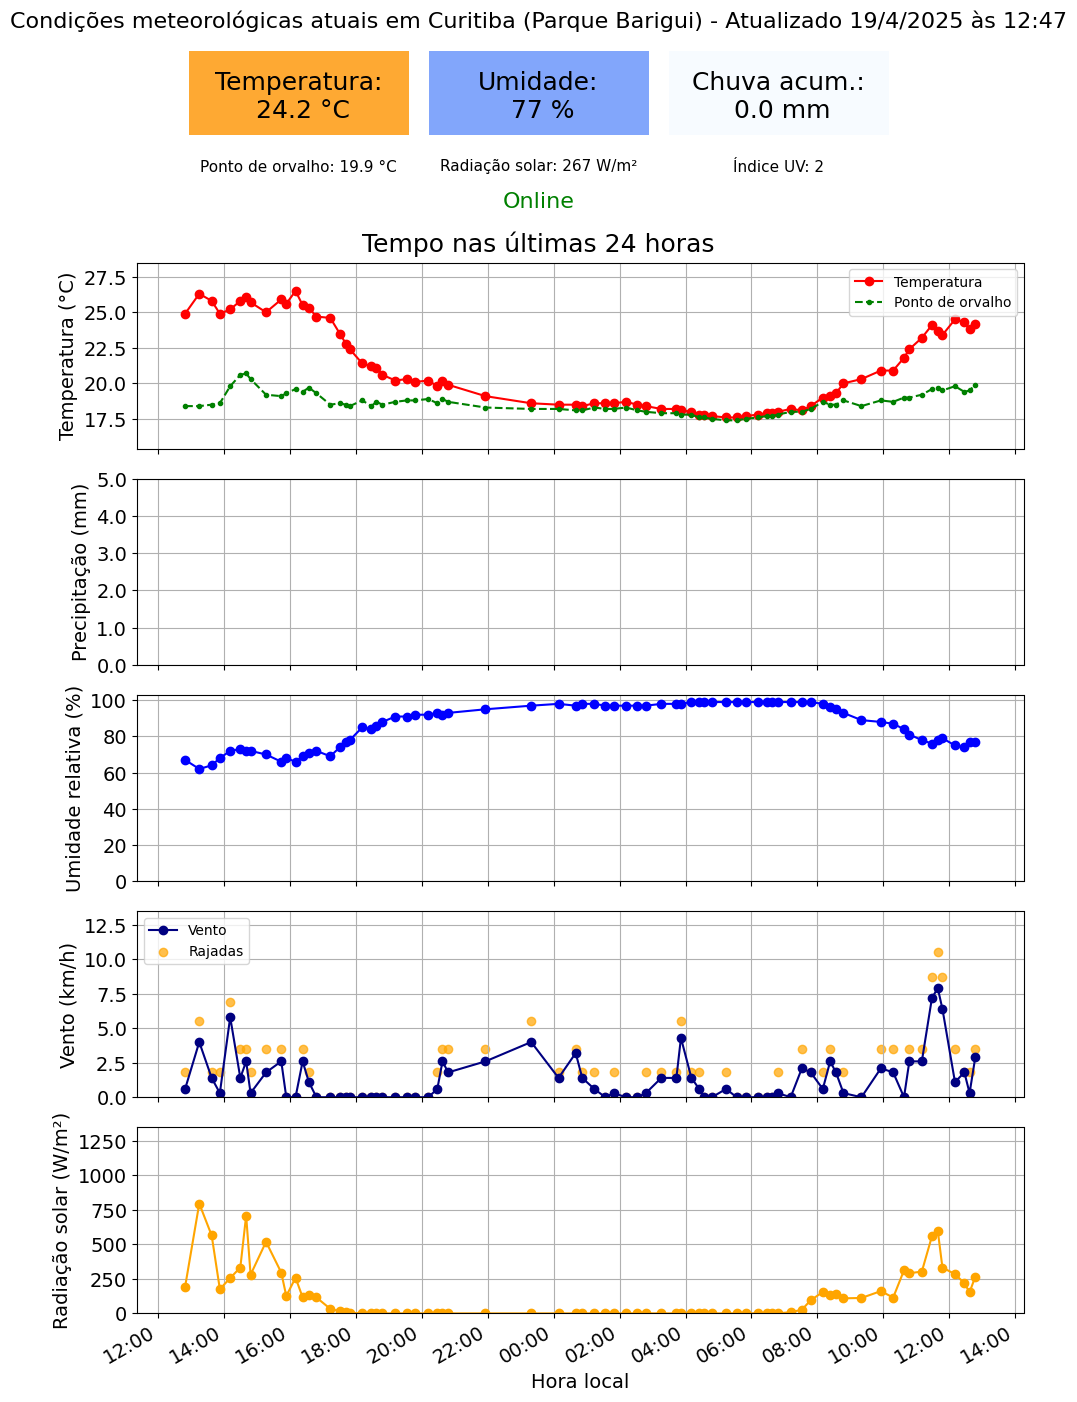 Condições meteorológicas atuais em Curitiba (Parque Barigui) - Atualizado 19/4/2025 às 12:47
Temperatura:
24.2 °C
Umidade:
77 %
Chuva acum.:
0.0 mm
Ponto de orvalho: 19.9 °C
Radiação solar: 267 W/m²
Índice UV: 2
Online
Tempo nas últimas 24 horas
Temperatura (°C)
27.5
25.0
22.5
20.0
17.5
Temperatura
Ponto de orvalho
Precipitação (mm)
5.0
4.0
3.0
2.0
1.0
0.0
Umidade relativa (%)
100
80
60
40
20
0
Vento (km/h)
12.5
10.0
7.5
5.0
2.5
0.0
Vento
Rajadas
Radiação solar (W/m²)
1250
1000
750
500
250
0
12:00
14:00
16:00
18:00
20:00
22:00
00:00
02:00
04:00
06:00
08:00
10:00
12:00
14:00
Hora local